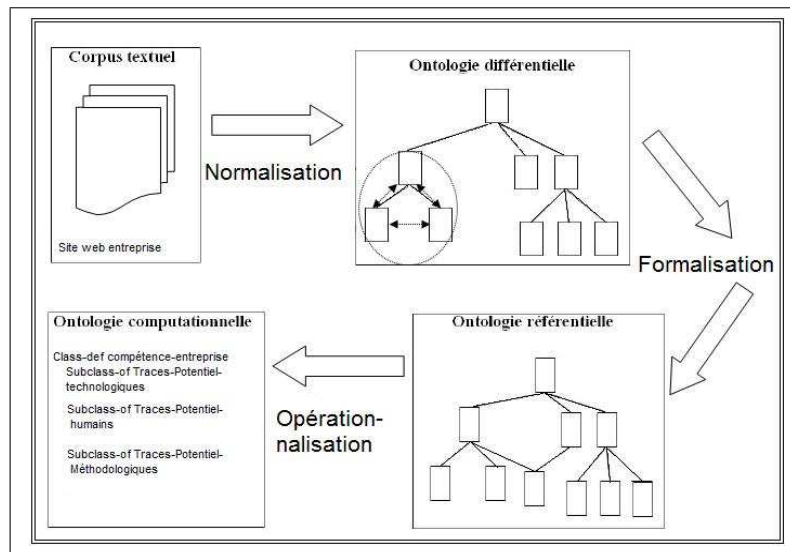 Corpus textuel
Site web entreprise
Normalisation
Ontologie différentielle
Formalisation
Ontologie référentielle
Opération-
nalisation
Ontologie computationnelle
Class-def compétence-entreprise
Subclass-of Traces-Potentiel-
technologiques
Subclass-of Traces-Potentiel-
humains
Subclass-of Traces-Potentiel-
Méthodologiques